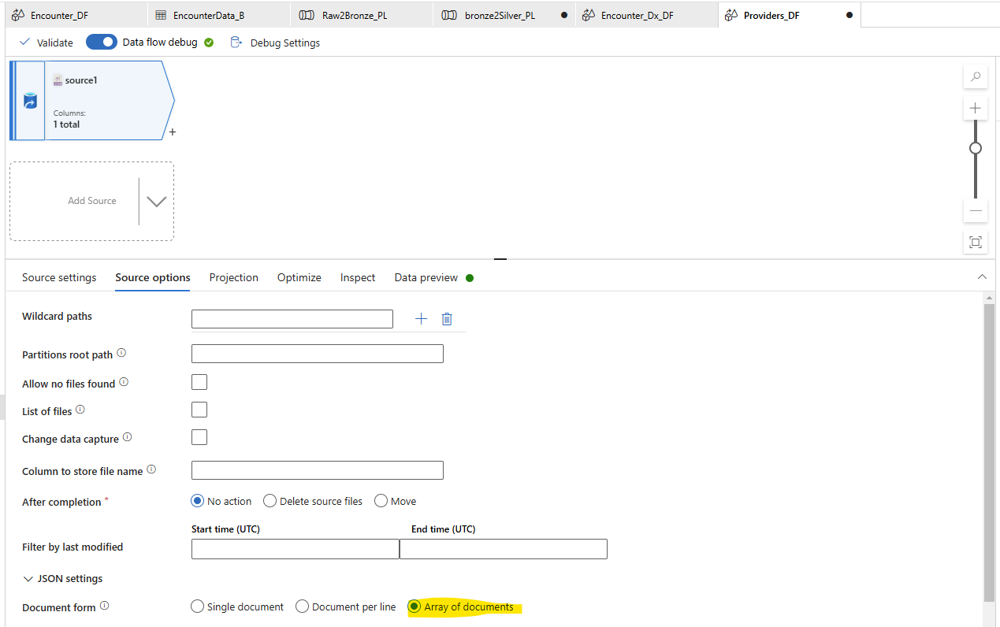 Encounter_DF EncounterData_B Raw2Bronze_PL bronze2Silver_PL Encounter_Dx_DF Providers_DF
Validate Data flow debug Debug Settings
source1
Columns:
1 total
+
Add Source
Source settings Source options Projection Optimize Inspect Data preview
Wildcard paths
Partitions root path
Allow no files found
List of files
Change data capture
Column to store file name
After completion * No action Delete source files Move
Start time (UTC) End time (UTC)
Filter by last modified
JSON settings
Document form Single document Document per line Array of documents